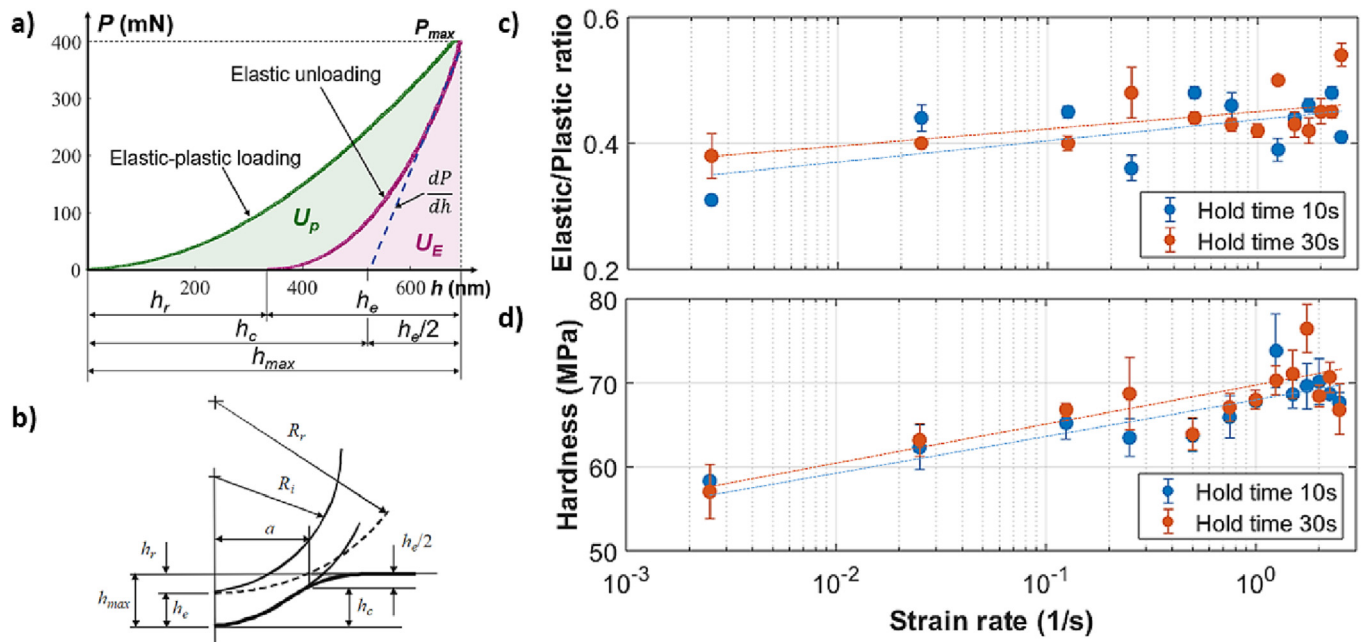 a)
P (mN)
400
300
200
100
0
P_max
Elastic unloading
Elastic-plastic loading
dP
dh
U_p
U_E
200
400
600
h (nm)
h_r
h_e
h_c
h_e/2
h_max
b)
R_r
R_i
a
h_r
h_e/2
h_max
h_e
h_c
c)
Elastic/Plastic ratio
0.6
0.4
0.2
Hold time 10s
Hold time 30s
d)
Hardness (MPa)
80
70
60
50
Hold time 10s
Hold time 30s
10^-3
10^-2
10^-1
10^0
Strain rate (1/s)